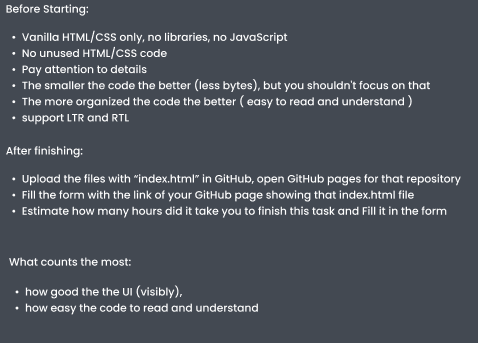 Before Starting:
• Vanilla HTML/CSS only, no libraries, no JavaScript
• No unused HTML/CSS code
• Pay attention to details
• The smaller the code the better (less bytes), but you shouldn't focus on that
• The more organized the code the better ( easy to read and understand )
• support LTR and RTL
After finishing:
• Upload the files with “index.html” in GitHub, open GitHub pages for that repository
• Fill the form with the link of your GitHub page showing that index.html file
• Estimate how many hours did it take you to finish this task and Fill it in the form
What counts the most:
• how good the the UI (visibly),
• how easy the code to read and understand